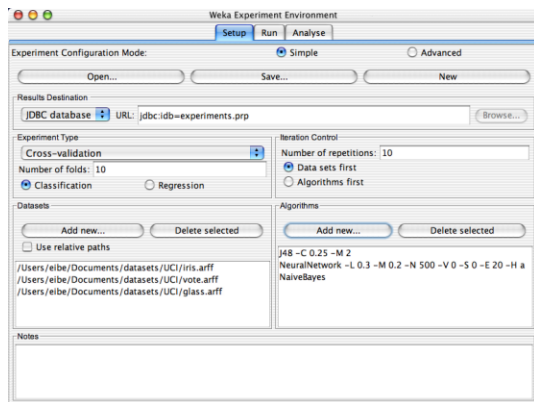 Weka Experiment Environment
Setup Run Analyse
Experiment Configuration Mode: Simple Advanced
Open... Save... New
Results Destination
JDBC database URL: jdbc:idb=experiments.prp Browse...
Experiment Type
Cross-validation
Number of folds: 10
Classification Regression
Iteration Control
Number of repetitions: 10
Data sets first
Algorithms first
Datasets
Add new... Delete selected
Use relative paths
/Users/eibe/Documents/datasets/UCI/iris.arff
/Users/eibe/Documents/datasets/UCI/vote.arff
/Users/eibe/Documents/datasets/UCI/glass.arff
Algorithms
Add new... Delete selected
J48 -C 0.25 -M 2
NeuralNetwork -L 0.3 -M 0.2 -N 500 -V 0 -S 0 -E 20 -H a
NaiveBayes
Notes